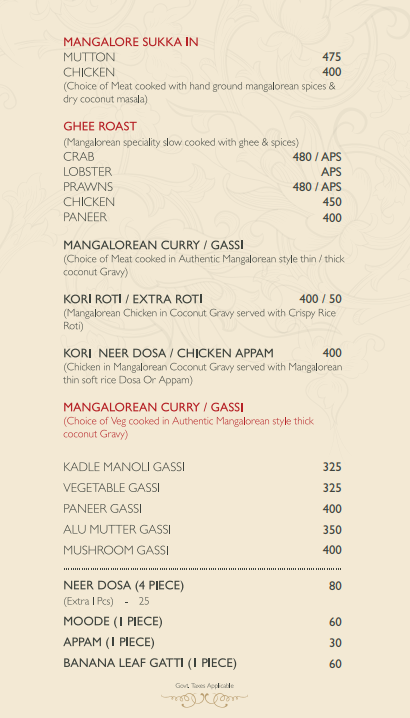 MANGALORE SUKKA IN
MUTTON 475
CHICKEN 400
(Choice of Meat cooked with hand ground mangalorean spices &
dry coconut masala)
GHEE ROAST
(Mangalorean speciality slow cooked with ghee & spices)
CRAB 480 / APS
LOBSTER APS
PRAWNS 480 / APS
CHICKEN 450
PANEER 400
MANGALOREAN CURRY / GASSI
(Choice of Meat cooked in Authentic Mangalorean style thin / thick
coconut Gravy)
KORI ROTI / EXTRA ROTI 400 / 50
(Mangalorean Chicken in Coconut Gravy served with Crispy Rice
Roti)
KORI NEER DOSA / CHICKEN APPAM 400
(Chicken in Mangalorean Coconut Gravy served with Mangalorean
thin soft rice Dosa Or Appam)
MANGALOREAN CURRY / GASSI
(Choice of Veg cooked in Authentic Mangalorean style thick
coconut Gravy)
KADLE MANOLI GASSI 325
VEGETABLE GASSI 325
PANEER GASSI 400
ALU MUTTER GASSI 350
MUSHROOM GASSI 400
NEER DOSA (4 PIECE) 80
(Extra 1 Pcs) - 25
MOODE (1 PIECE) 60
APPAM (1 PIECE) 30
BANANA LEAF GATTI (1 PIECE) 60
Govt. Taxes Applicable